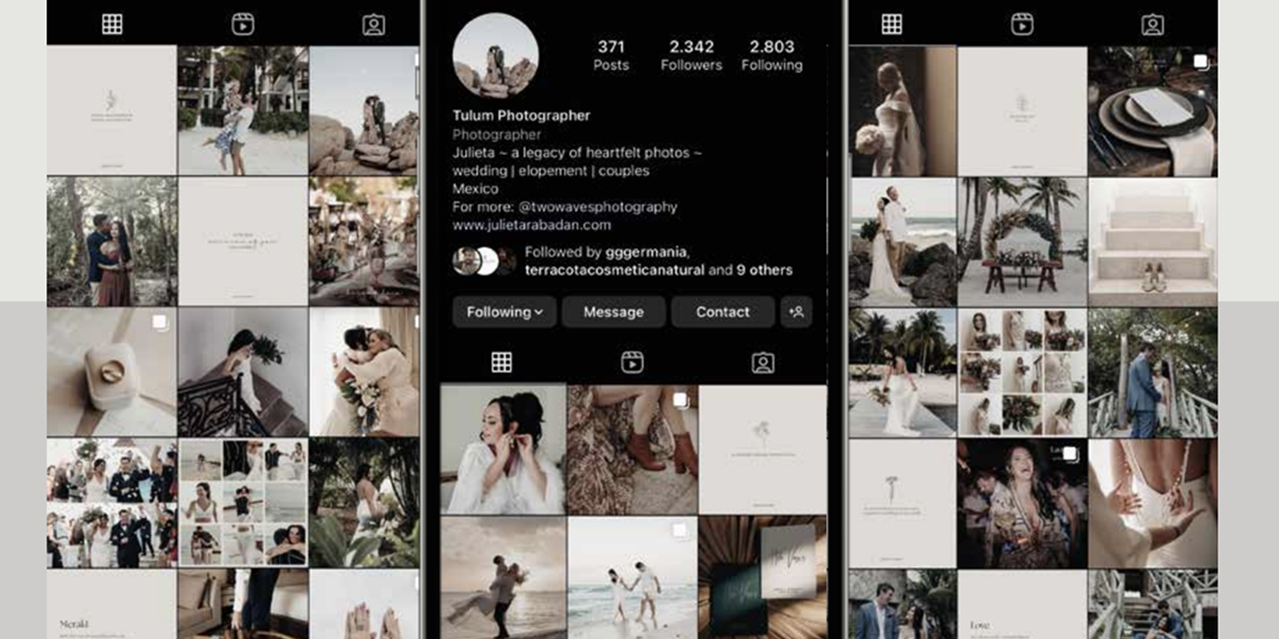 371
Posts
2.342
Followers
2.803
Following
Tulum Photographer
Photographer
Julieta ~ a legacy of heartfelt photos ~
wedding | elopement | couples
Mexico
For more: @twowavesphotography
www.julietarabadan.com
Followed by gggermania,
terracotacosmeticanatural and 9 others
Following
Message
Contact
Meraki
Love